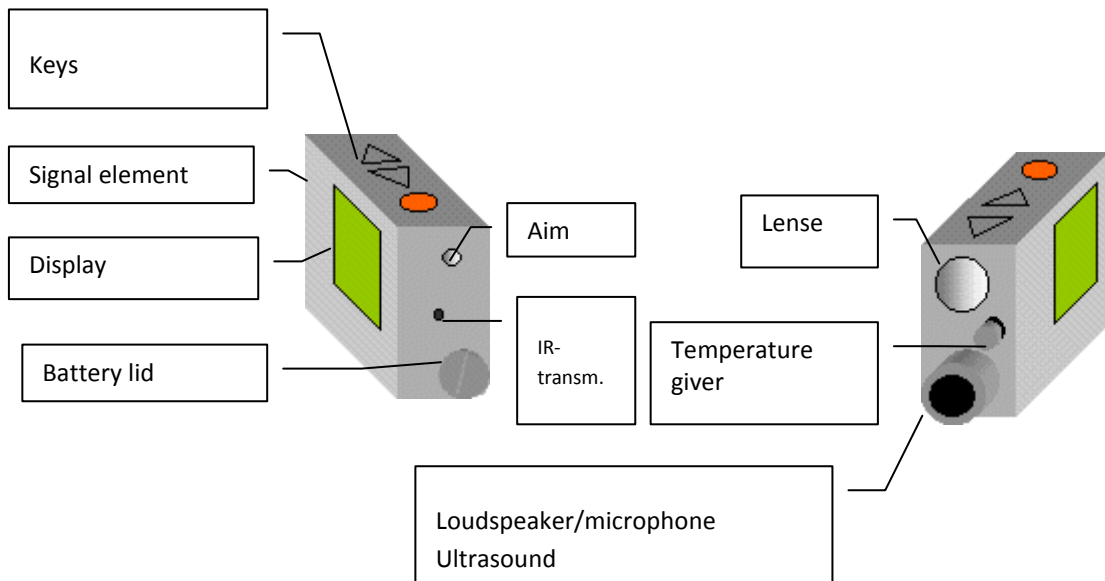 Keys
Signal element
Display
Battery lid
Aim
IR-
transm.
Lense
Temperature
giver
Loudspeaker/microphone
Ultrasound